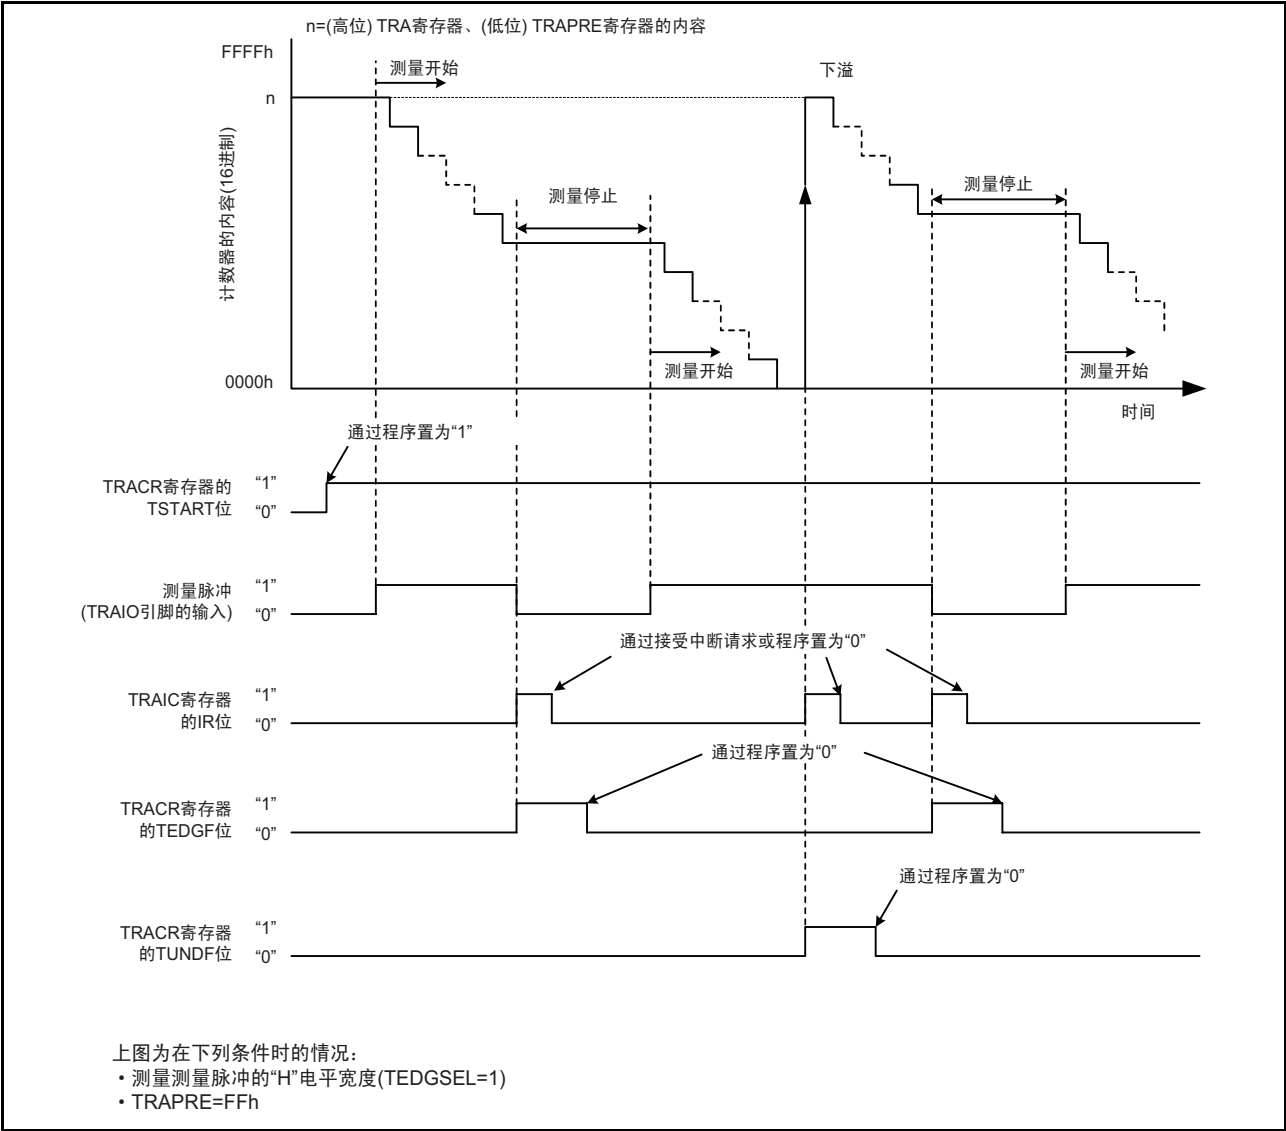 n=(高位) TRA寄存器、(低位) TRAPRE寄存器的内容
FFFFh
n
计数器的内容(16进制)
0000h
测量开始
测量停止
测量开始
下溢
测量停止
测量开始
时间
通过程序置为“1”
TRACR寄存器的
TSTART位
“1”
“0”
测量脉冲
(TRAIO引脚的输入)
“1”
“0”
通过接受中断请求或程序置为“0”
TRAIC寄存器
的IR位
“1”
“0”
通过程序置为“0”
TRACR寄存器
的TEDGF位
“1”
“0”
通过程序置为“0”
TRACR寄存器
的TUNDF位
“1”
“0”
上图为在下列条件时的情况：
・测量测量脉冲的“H”电平宽度(TEDGSEL=1)
・TRAPRE=FFh